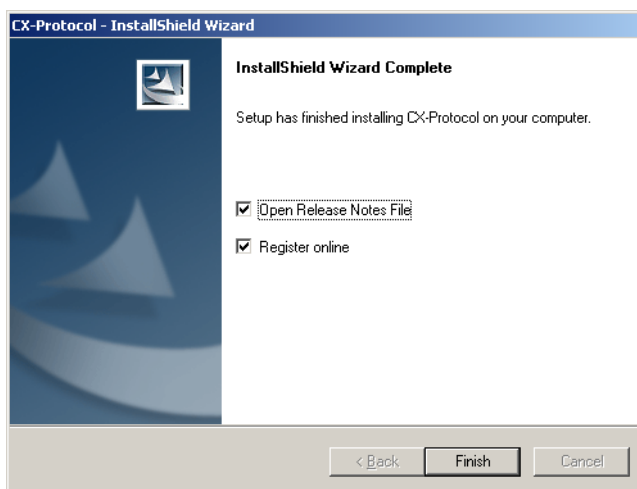 CX-Protocol - InstallShield Wizard
InstallShield Wizard Complete
Setup has finished installing CX-Protocol on your computer.
Open Release Notes File
Register online
< Back
Finish
Cancel